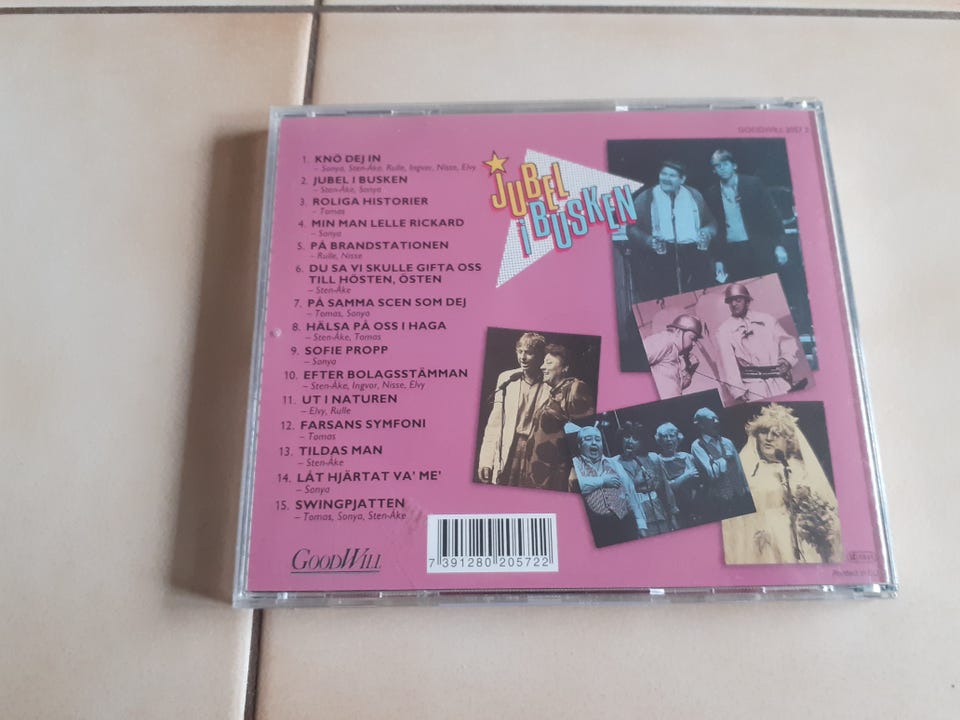 GOODWILL 2057 2
1. KNÖ DEJ IN
– Sonya, Sten-Åke, Rulle, Ingvor, Nisse, Elvy
2. JUBEL I BUSKEN
– Sten-Åke, Sonya
3. ROLIGA HISTORIER
– Tomas
4. MIN MAN LELLE RICKARD
– Sonya
5. PÅ BRANDSTATIONEN
– Rulle, Nisse
6. DU SA VI SKULLE GIFTA OSS
TILL HÖSTEN, ÖSTEN
– Sten-Åke
7. PÅ SAMMA SCEN SOM DEJ
– Tomas, Sonya
8. HÄLSA PÅ OSS I HAGA
– Sten-Åke, Tomas
9. SOFIE PROPP
– Sonya
10. EFTER BOLAGSSTÄMMAN
– Sten-Åke, Ingvor, Nisse, Elvy
11. UT I NATUREN
– Elvy, Rulle
12. FARSANS SYMFONI
– Tomas
13. TILDAS MAN
– Sten-Åke
14. LÅT HJÄRTAT VA' ME'
– Sonya
15. SWINGPJATTEN
– Tomas, Sonya, Sten-Åke
JUBEL
i BUSKEN
GOODWILL
7 391280 205722
Printed in